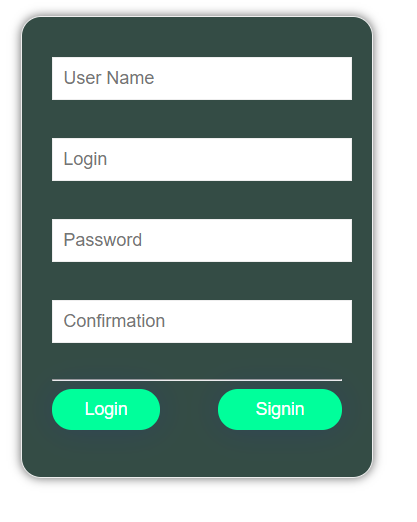 User Name
Login
Password
Confirmation
Login Signin